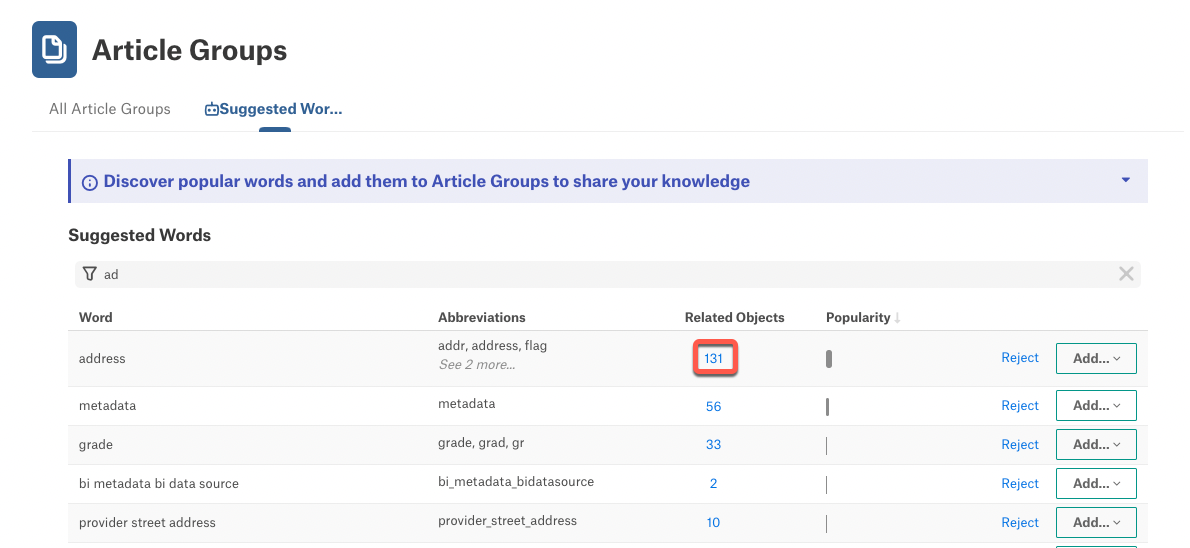 Article Groups
All Article Groups
Suggested Wor...
Discover popular words and add them to Article Groups to share your knowledge
Suggested Words
ad
Word Abbreviations Related Objects Popularity ↓
address addr, address, flag See 2 more... 131 Reject Add...
metadata metadata 56 Reject Add...
grade grade, grad, gr 33 Reject Add...
bi metadata bi data source bi_metadata_bidatasource 2 Reject Add...
provider street address provider_street_address 10 Reject Add...